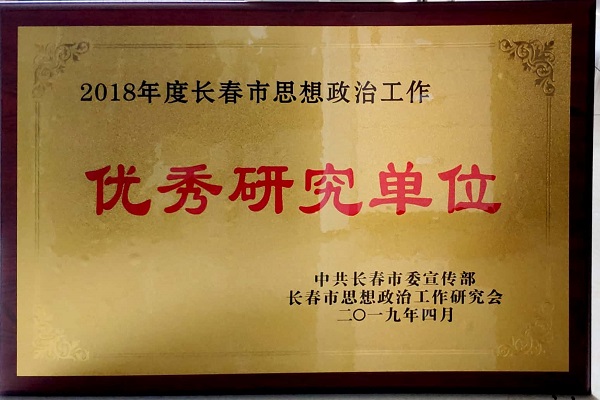 2018年度长春市思想政治工作
优秀研究单位
中共长春市委宣传部
长春市思想政治工作研究会
二〇一九年四月